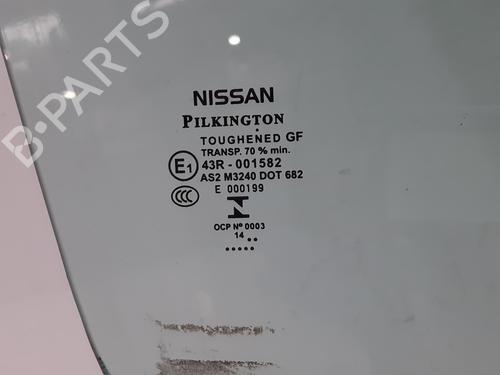 B-PARTS
NISSAN
PILKINGTON
TOUGHENED GF
TRANSP. 70 % min.
E1 43R - 001582
AS2 M3240 DOT 682
CCC E 000199
N
OCP Nº 0003
14 ..
.....